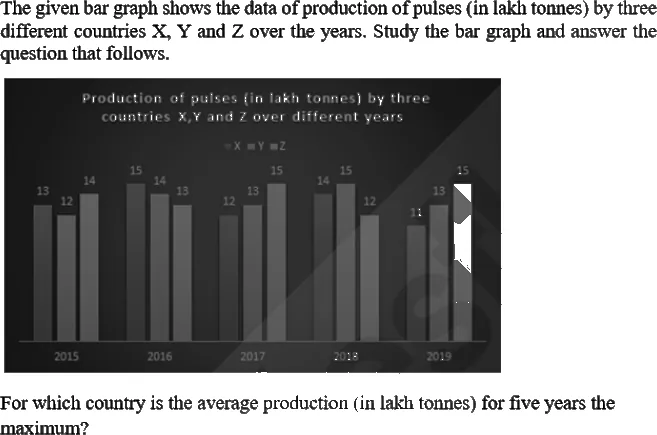 The given bar graph shows the data of production of pulses (in lakh tonnes) by three
different countries X, Y and Z over the years. Study the bar graph and answer the
question that follows.
Production of pulses (in lakh tonnes) by three
countries X,Y and Z over different years
X Y Z
13 12 14 15 14 13 12 13 15 14 15 12 11 13 15
2015 2016 2017 2018 2019
For which country is the average production (in lakh tonnes) for five years the
maximum?